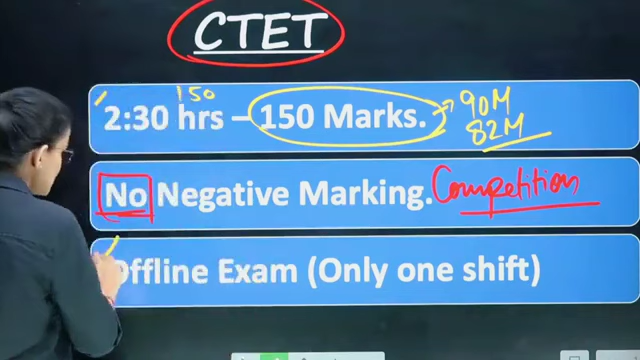 CTET
150
2:30 hrs – 150 Marks. → 90M
82M
No Negative Marking. Competition
Offline Exam (Only one shift)